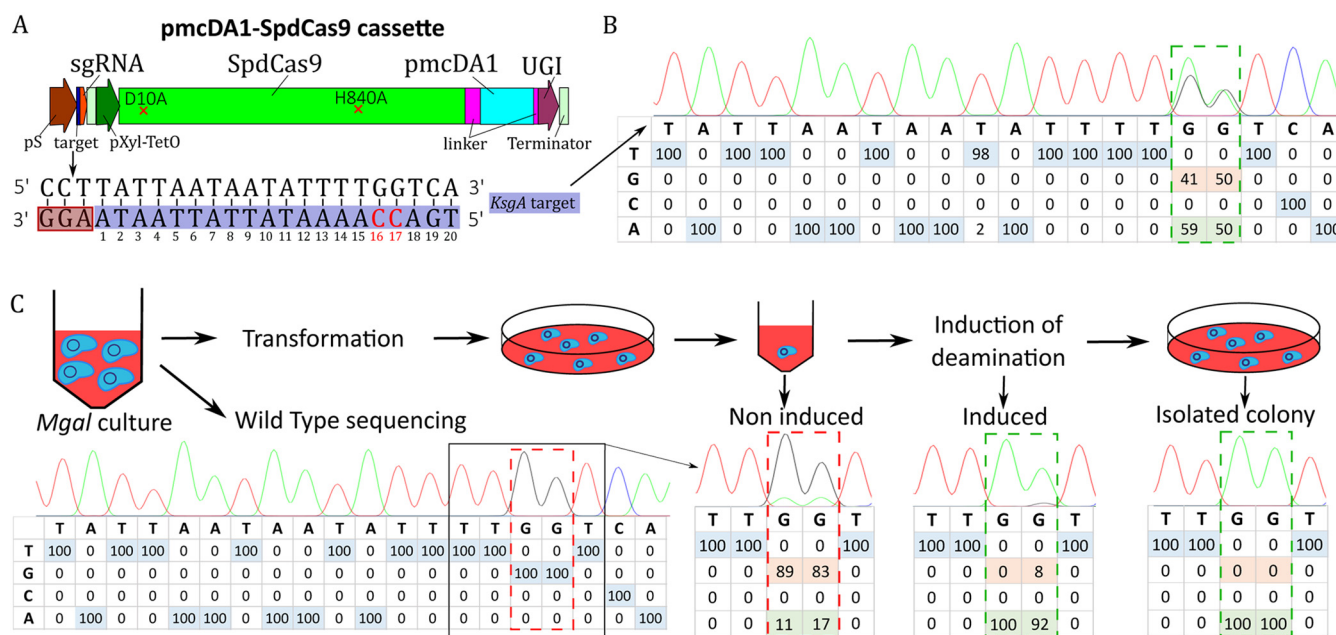 A
pmcDA1-SpdCas9 cassette
sgRNA SpdCas9 pmcDA1 UGI
D10A H840A
pS target pXyl-TetO linker Terminator
5' CCTTATTAATAATATTTTGGTCA 3'
3' GGAATAATTATTATAAAACCAGT 5'
1 2 3 4 5 6 7 8 9 10 11 12 13 14 15 16 17 18 19 20
KsgA target
B
T A T T A A T A A T A T T T T G G T C A
T 100 0 100 100 0 0 100 0 0 98 0 100 100 100 100 0 0 100 0 0
G 0 0 0 0 0 0 0 0 0 0 0 0 0 0 0 41 50 0 0 0
C 0 0 0 0 0 0 0 0 0 0 0 0 0 0 0 0 0 0 100 0
A 0 100 0 0 100 100 0 100 100 2 100 0 0 0 0 59 50 0 0 100
C
Transformation
Induction of
deamination
Mgal culture
Wild Type sequencing
Non induced
Induced
Isolated colony
T A T T A A T A A T A T T T T G G T C A
T 100 0 100 100 0 0 100 0 0 100 0 100 100 100 100 0 0 100 0 0
G 0 0 0 0 0 0 0 0 0 0 0 0 0 0 0 100 100 0 0 0
C 0 0 0 0 0 0 0 0 0 0 0 0 0 0 0 0 0 0 100 0
A 0 100 0 0 100 100 0 100 100 0 100 0 0 0 0 0 0 0 0 100
T T G G T
100 100 0 0 100
0 0 89 83 0
0 0 0 0 0
0 0 11 17 0
T T G G T
100 100 0 0 100
0 0 0 8 0
0 0 0 0 0
0 0 100 92 0
T T G G T
100 100 0 0 100
0 0 0 0 0
0 0 0 0 0
0 0 100 100 0